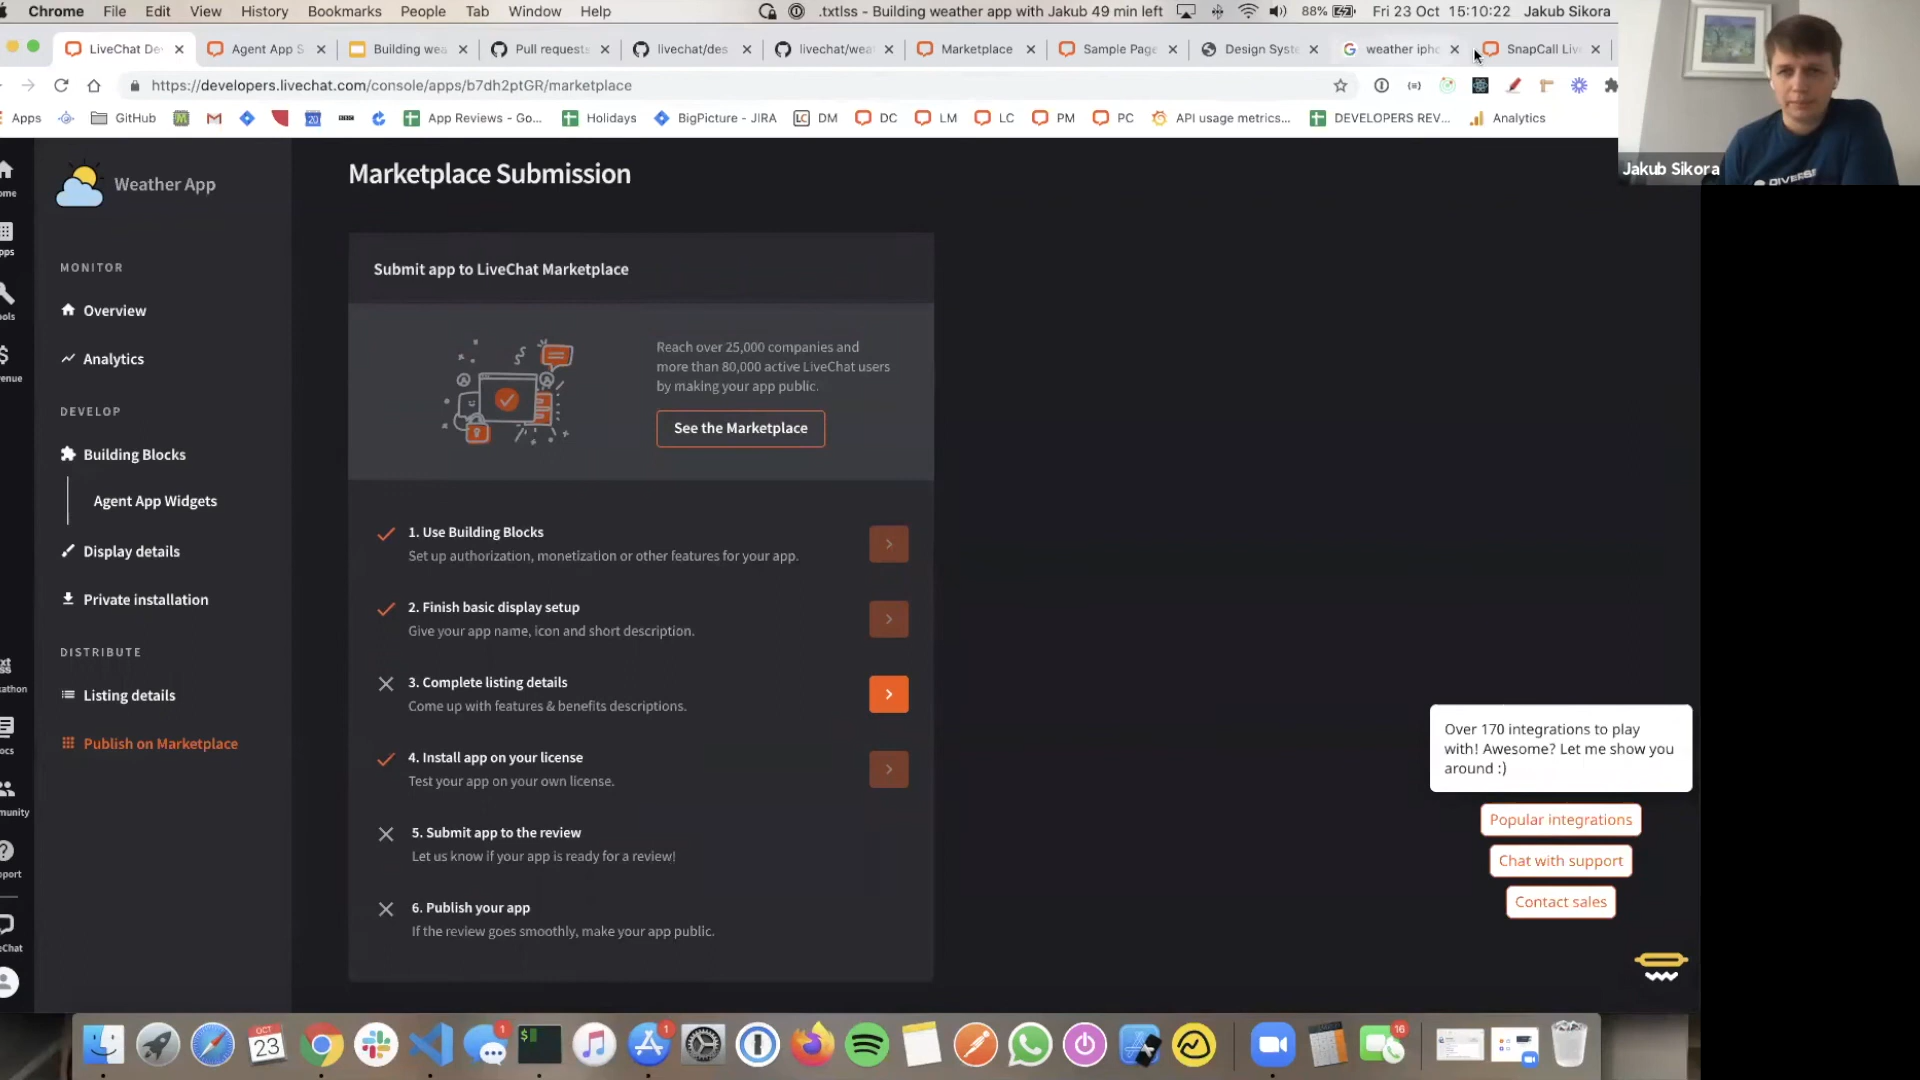 Chrome File Edit View History Bookmarks People Tab Window Help .txtlss - Building weather app with Jakub 49 min left 88% Fri 23 Oct 15:10:22 Jakub Sikora
LiveChat De Agent App S Building wea Pull requests livechat/des livechat/wea Marketplace Sample Page Design Syste weather ipho SnapCall Liv
https://developers.livechat.com/console/apps/b7dh2ptGR/marketplace
Apps GitHub App Reviews - Go... Holidays BigPicture - JIRA DM DC LM LC PM PC API usage metrics... DEVELOPERS REV... Analytics
Jakub Sikora
DIVERSE
Weather App
MONITOR
Overview
Analytics
DEVELOP
Building Blocks
Agent App Widgets
Display details
Private installation
DISTRIBUTE
Listing details
Publish on Marketplace
Marketplace Submission
Submit app to LiveChat Marketplace
Reach over 25,000 companies and
more than 80,000 active LiveChat users
by making your app public.
See the Marketplace
1. Use Building Blocks
Set up authorization, monetization or other features for your app.
2. Finish basic display setup
Give your app name, icon and short description.
3. Complete listing details
Come up with features & benefits descriptions.
4. Install app on your license
Test your app on your own license.
5. Submit app to the review
Let us know if your app is ready for a review!
6. Publish your app
If the review goes smoothly, make your app public.
Over 170 integrations to play
with! Awesome? Let me show you
around :)
Popular integrations
Chat with support
Contact sales
OCT
23
1
1
16